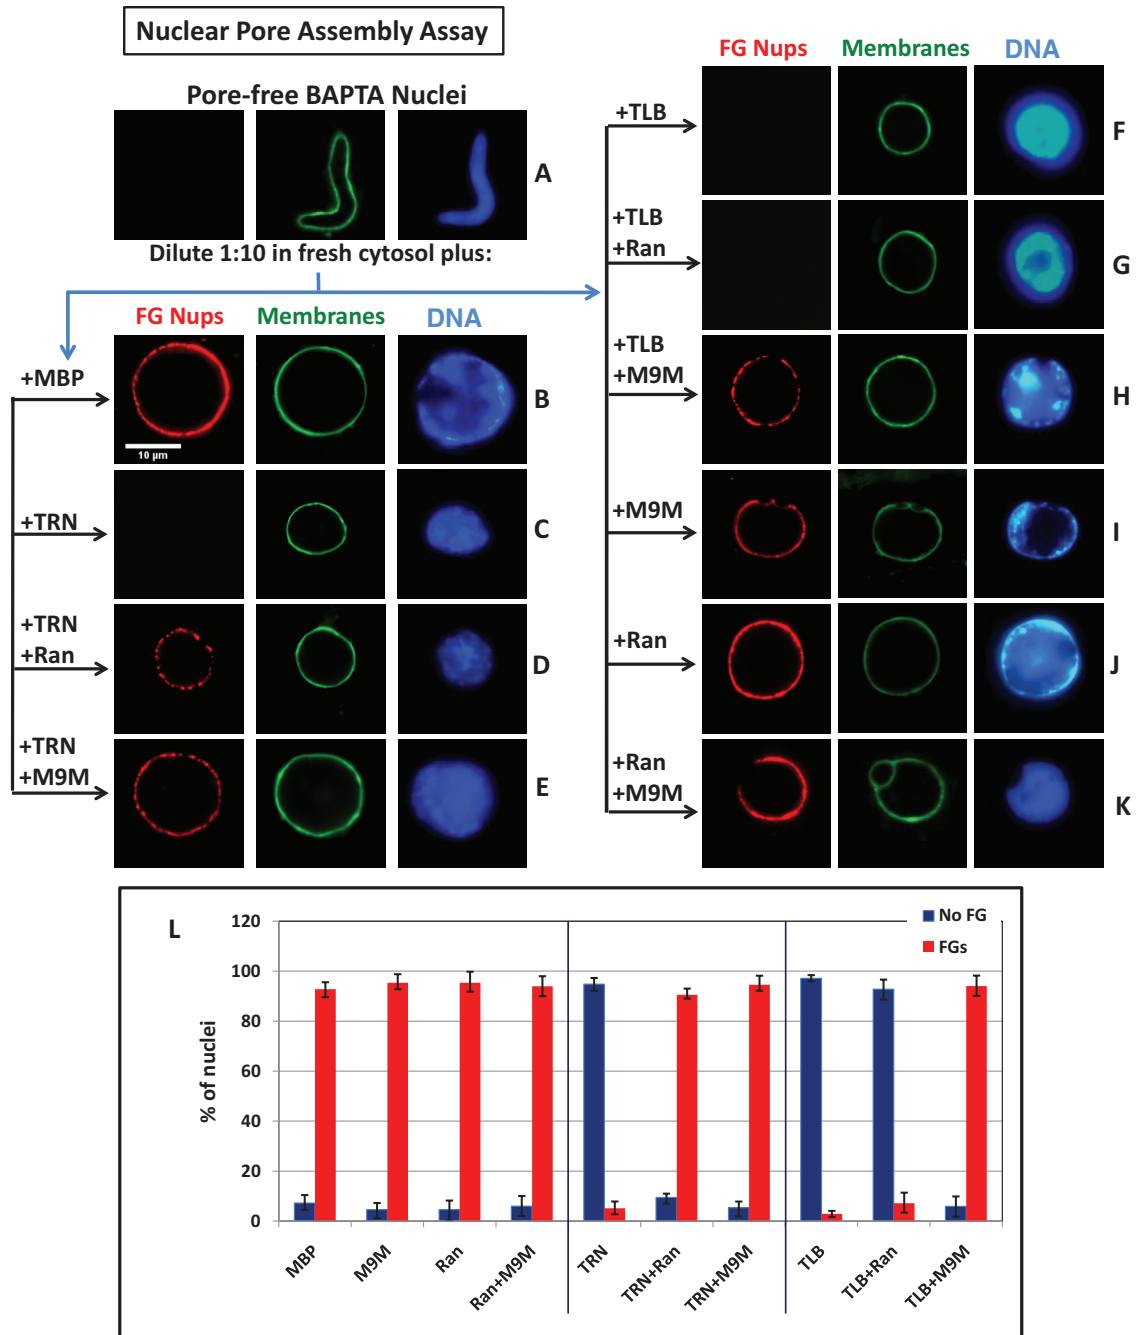 Nuclear Pore Assembly Assay
Pore-free BAPTA Nuclei
A
Dilute 1:10 in fresh cytosol plus:
FG Nups Membranes DNA
+MBP
10 µm
B
+TRN
C
+TRN
+Ran
D
+TRN
+M9M
E
FG Nups Membranes DNA
+TLB
F
+TLB
+Ran
G
+TLB
+M9M
H
+M9M
I
+Ran
J
+Ran
+M9M
K
L
No FG
FGs
% of nuclei
120
100
80
60
40
20
0
MBP
M9M
Ran
Ran+M9M
TRN
TRN+Ran
TRN+M9M
TLB
TLB+Ran
TLB+M9M